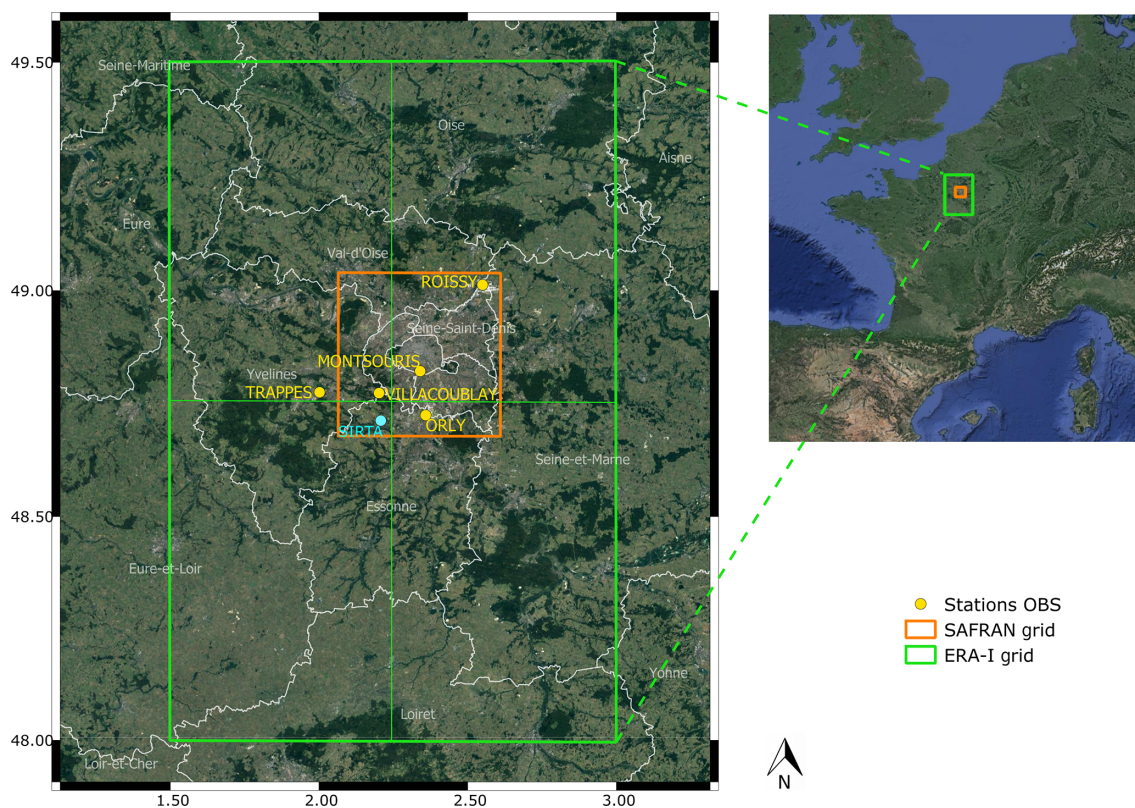 49.50
49.00
48.50
48.00
Seine-Maritime
Oise
Aisne
Eure
Val-d'Oise
ROISSY
Seine-Saint-Denis
MONTSOURIS
Yvelines
TRAPPES
VILLACOUBLAY
SIRTA
ORLY
Seine-et-Marne
Essonne
Eure-et-Loir
Yonne
Loiret
Loir-et-Cher
1.50
2.00
2.50
3.00
Stations OBS
SAFRAN grid
ERA-I grid
N